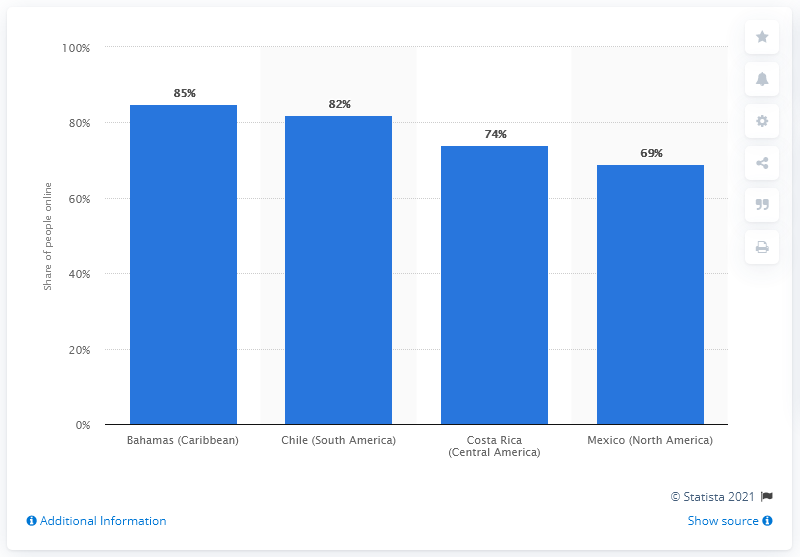 100%
80%
60%
40%
20%
0%
Share of people online
85%
82%
74%
69%
Bahamas (Caribbean)
Chile (South America)
Costa Rica
(Central America)
Mexico (North America)
© Statista 2021
Additional Information
Show source